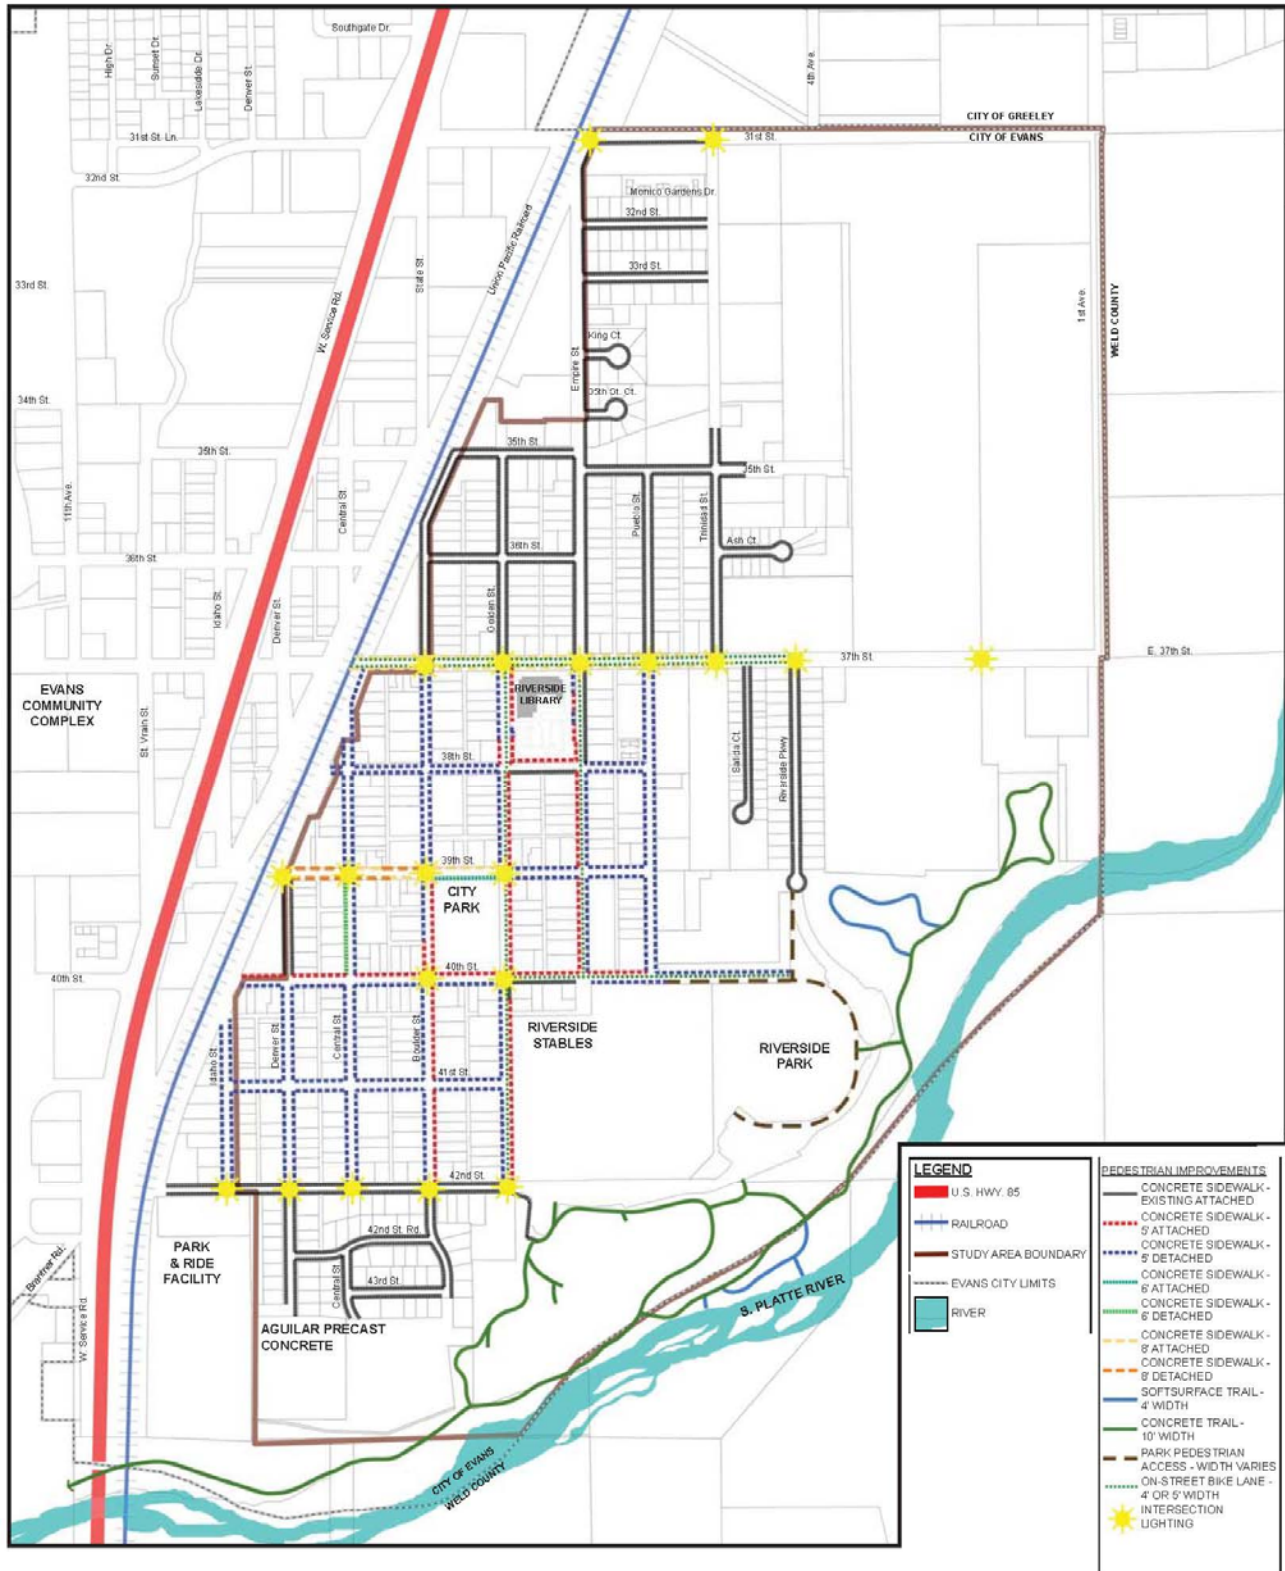 Southgate Dr.
High Dr.
Sunset Dr.
Lakeside Dr.
Denver St.
4th Ave.
CITY OF GREELEY
31st St. Ln.
31st St.
CITY OF EVANS
32nd St.
Monico Gardens Dr.
32nd St.
Union Pacific Railroad
State St.
33rd St.
33rd St.
W. Service Rd.
1st Ave.
WELD COUNTY
King Ct.
Empire St.
35th St. Ct.
34th St.
35th St.
35th St.
35th St.
11th Ave.
Central St.
Pueblo St.
Trinidad St.
Ash Ct.
36th St.
36th St.
Idaho St.
Denver St.
Golden St.
37th St.
E. 37th St.
EVANS
COMMUNITY
COMPLEX
RIVERSIDE
LIBRARY
St. Vrain St.
38th St.
Salida Ct.
Riverside Pkwy
39th St.
CITY
PARK
40th St.
40th St.
RIVERSIDE
STABLES
RIVERSIDE
PARK
Idaho St.
Denver St.
Central St.
Boulder St.
41st St.
42nd St.
PARK
& RIDE
FACILITY
42nd St. Rd.
Central St.
43rd St.
Brantner Rd.
W. Service Rd.
AGUILAR PRECAST
CONCRETE
S. PLATTE RIVER
CITY OF EVANS
WELD COUNTY
LEGEND
U.S. HWY. 85
RAILROAD
STUDY AREA BOUNDARY
EVANS CITY LIMITS
RIVER
PEDESTRIAN IMPROVEMENTS
CONCRETE SIDEWALK -
EXISTING ATTACHED
CONCRETE SIDEWALK -
5' ATTACHED
CONCRETE SIDEWALK -
5' DETACHED
CONCRETE SIDEWALK -
6' ATTACHED
CONCRETE SIDEWALK -
6' DETACHED
CONCRETE SIDEWALK -
8' ATTACHED
CONCRETE SIDEWALK -
8' DETACHED
SOFTSURFACE TRAIL -
4' WIDTH
CONCRETE TRAIL -
10' WIDTH
PARK PEDESTRIAN
ACCESS - WIDTH VARIES
ON-STREET BIKE LANE -
4' OR 5' WIDTH
INTERSECTION
LIGHTING